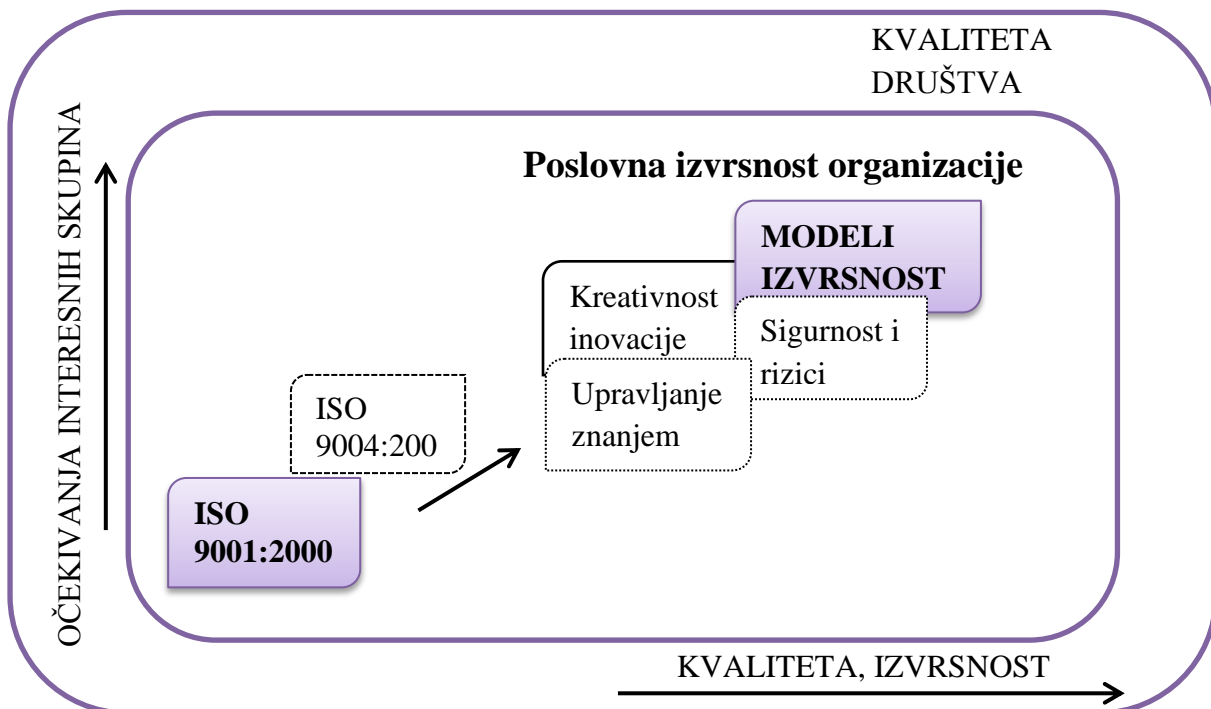 KVALITETA
DRUŠTVA
OČEKIVANJA INTERESNIH SKUPINA
Poslovna izvrsnost organizacije
MODELI
IZVRSNOST
Kreativnost
inovacije
Sigurnost i
rizici
Upravljanje
znanjem
ISO
9004:200
ISO
9001:2000
KVALITETA, IZVRSNOST